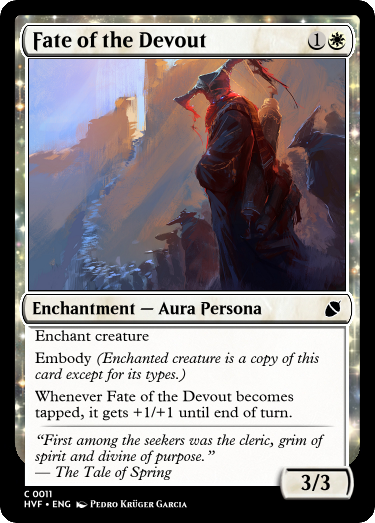 Fate of the Devout 1
Enchantment — Aura Persona
Enchant creature
Embody (Enchanted creature is a copy of this
card except for its types.)
Whenever Fate of the Devout becomes
tapped, it gets +1/+1 until end of turn.
“First among the seekers was the cleric, grim of
spirit and divine of purpose.”
— The Tale of Spring
3/3
C 0011
HVF • ENG Pedro Krüger Garcia